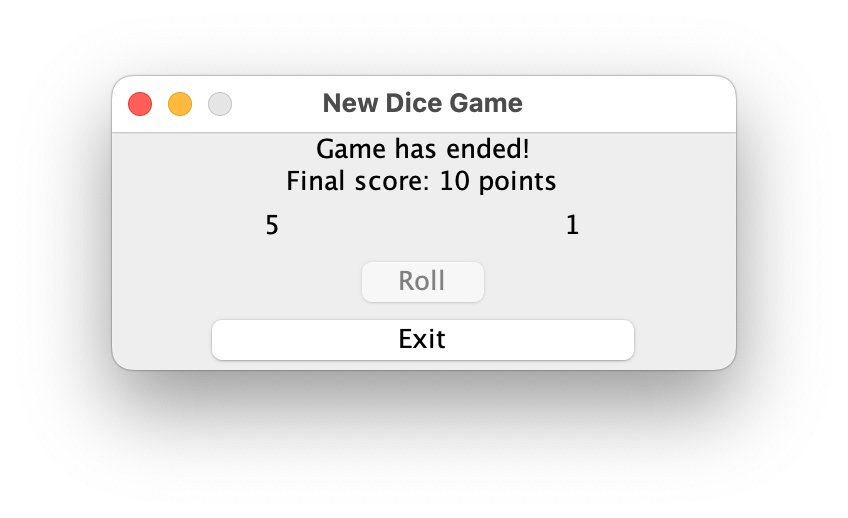 New Dice Game
Game has ended!
Final score: 10 points
5 1
Roll
Exit